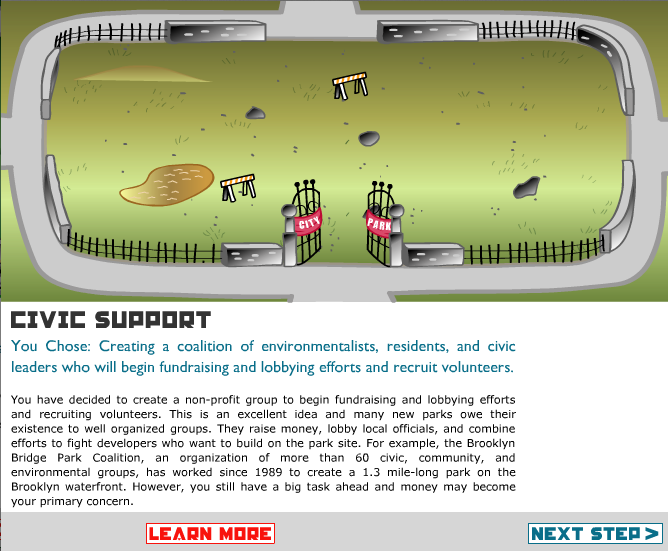 CITY PARK
CIVIC SUPPORT
You Chose: Creating a coalition of environmentalists, residents, and civic
leaders who will begin fundraising and lobbying efforts and recruit volunteers.
You have decided to create a non-profit group to begin fundraising and lobbying efforts
and recruiting volunteers. This is an excellent idea and many new parks owe their
existence to well organized groups. They raise money, lobby local officials, and combine
efforts to fight developers who want to build on the park site. For example, the Brooklyn
Bridge Park Coalition, an organization of more than 60 civic, community, and
environmental groups, has worked since 1989 to create a 1.3 mile-long park on the
Brooklyn waterfront. However, you still have a big task ahead and money may become
your primary concern.
LEARN MORE
NEXT STEP >